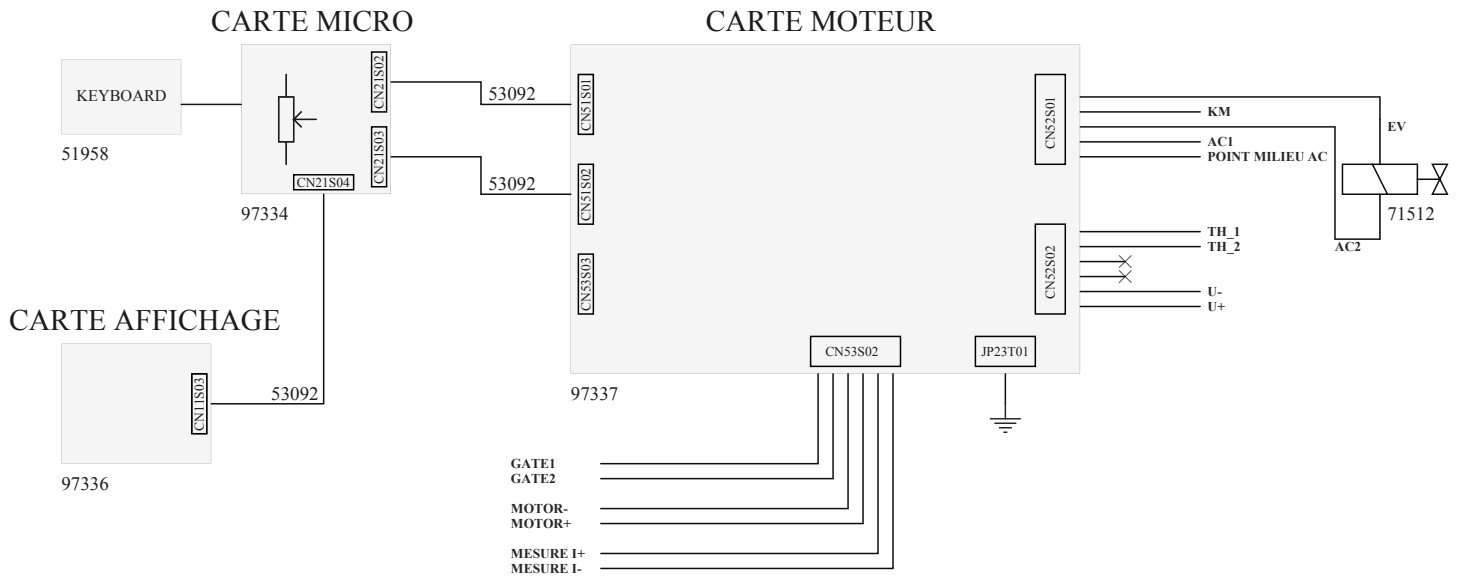 CARTE MICRO
CARTE MOTEUR
KEYBOARD
51958
CN21S02
CN21S03
CN21S04
97334
53092
53092
CN51S01
CN51S02
CN53S03
CN52S01
CN52S02
KM
AC1
POINT MILIEU AC
EV
71512
AC2
TH_1
TH_2
U-
U+
CN53S02
JP23T01
97337
CARTE AFFICHAGE
CN11S03
53092
97336
GATE1
GATE2
MOTOR-
MOTOR+
MESURE I+
MESURE I-